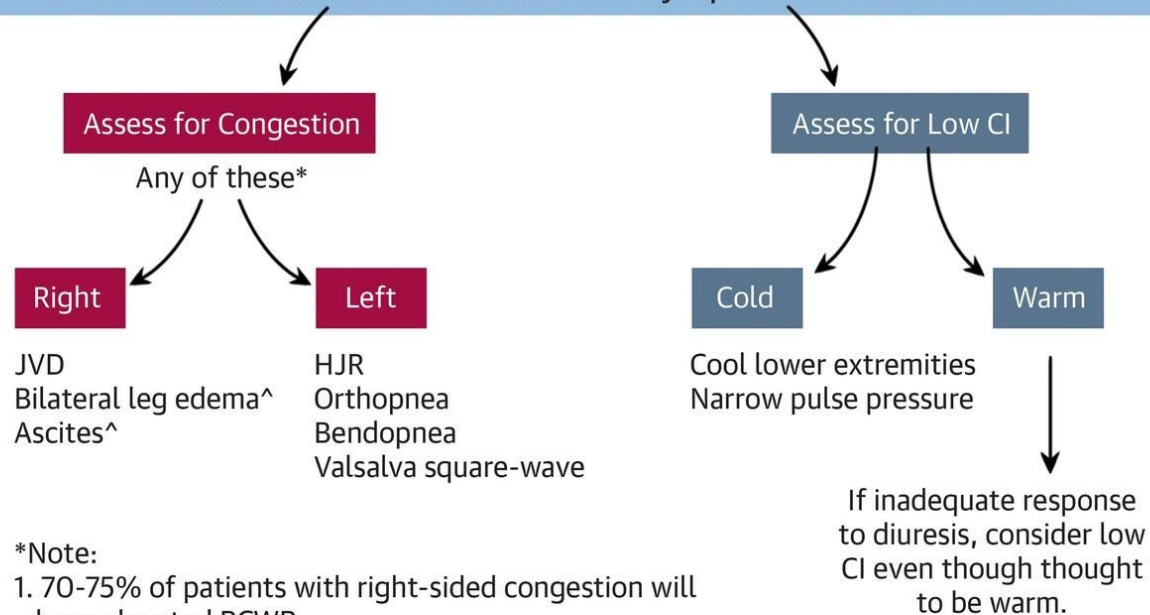 Assess for Congestion
Assess for Low CI
Any of these*
Right
Left
Cold
Warm
JVD
Bilateral leg edema^
Ascites^
HJR
Orthopnea
Bendopnea
Valsalva square-wave
Cool lower extremities
Narrow pulse pressure
If inadequate response
to diuresis, consider low
CI even though thought
to be warm.
*Note:
1. 70-75% of patients with right-sided congestion will